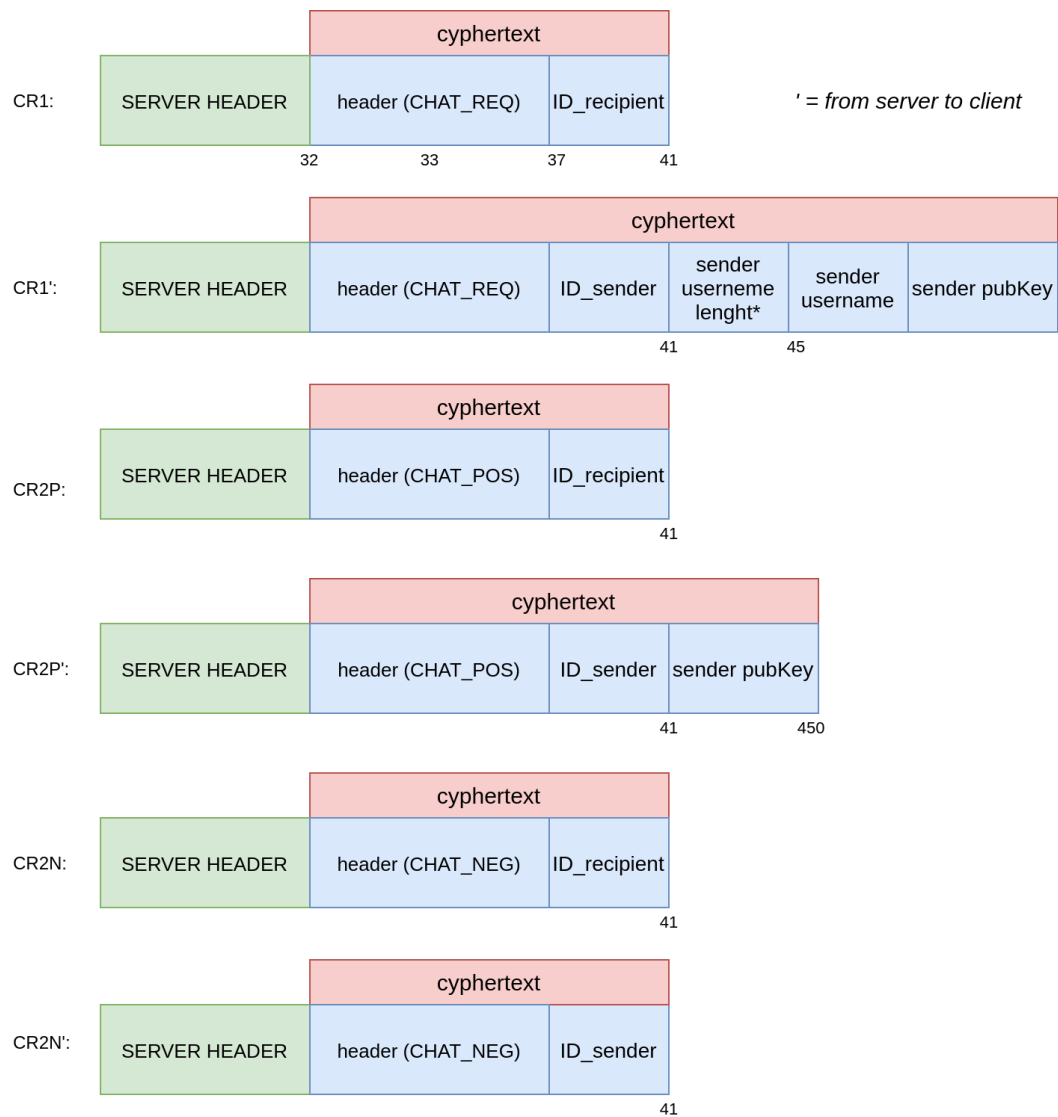 cyphertext
CR1:
SERVER HEADER
header (CHAT_REQ)
ID_recipient
' = from server to client
32
33
37
41
cyphertext
CR1':
SERVER HEADER
header (CHAT_REQ)
ID_sender
sender
userneme
lenght*
sender
username
sender pubKey
41
45
cyphertext
CR2P:
SERVER HEADER
header (CHAT_POS)
ID_recipient
41
cyphertext
CR2P':
SERVER HEADER
header (CHAT_POS)
ID_sender
sender pubKey
41
450
cyphertext
CR2N:
SERVER HEADER
header (CHAT_NEG)
ID_recipient
41
cyphertext
CR2N':
SERVER HEADER
header (CHAT_NEG)
ID_sender
41